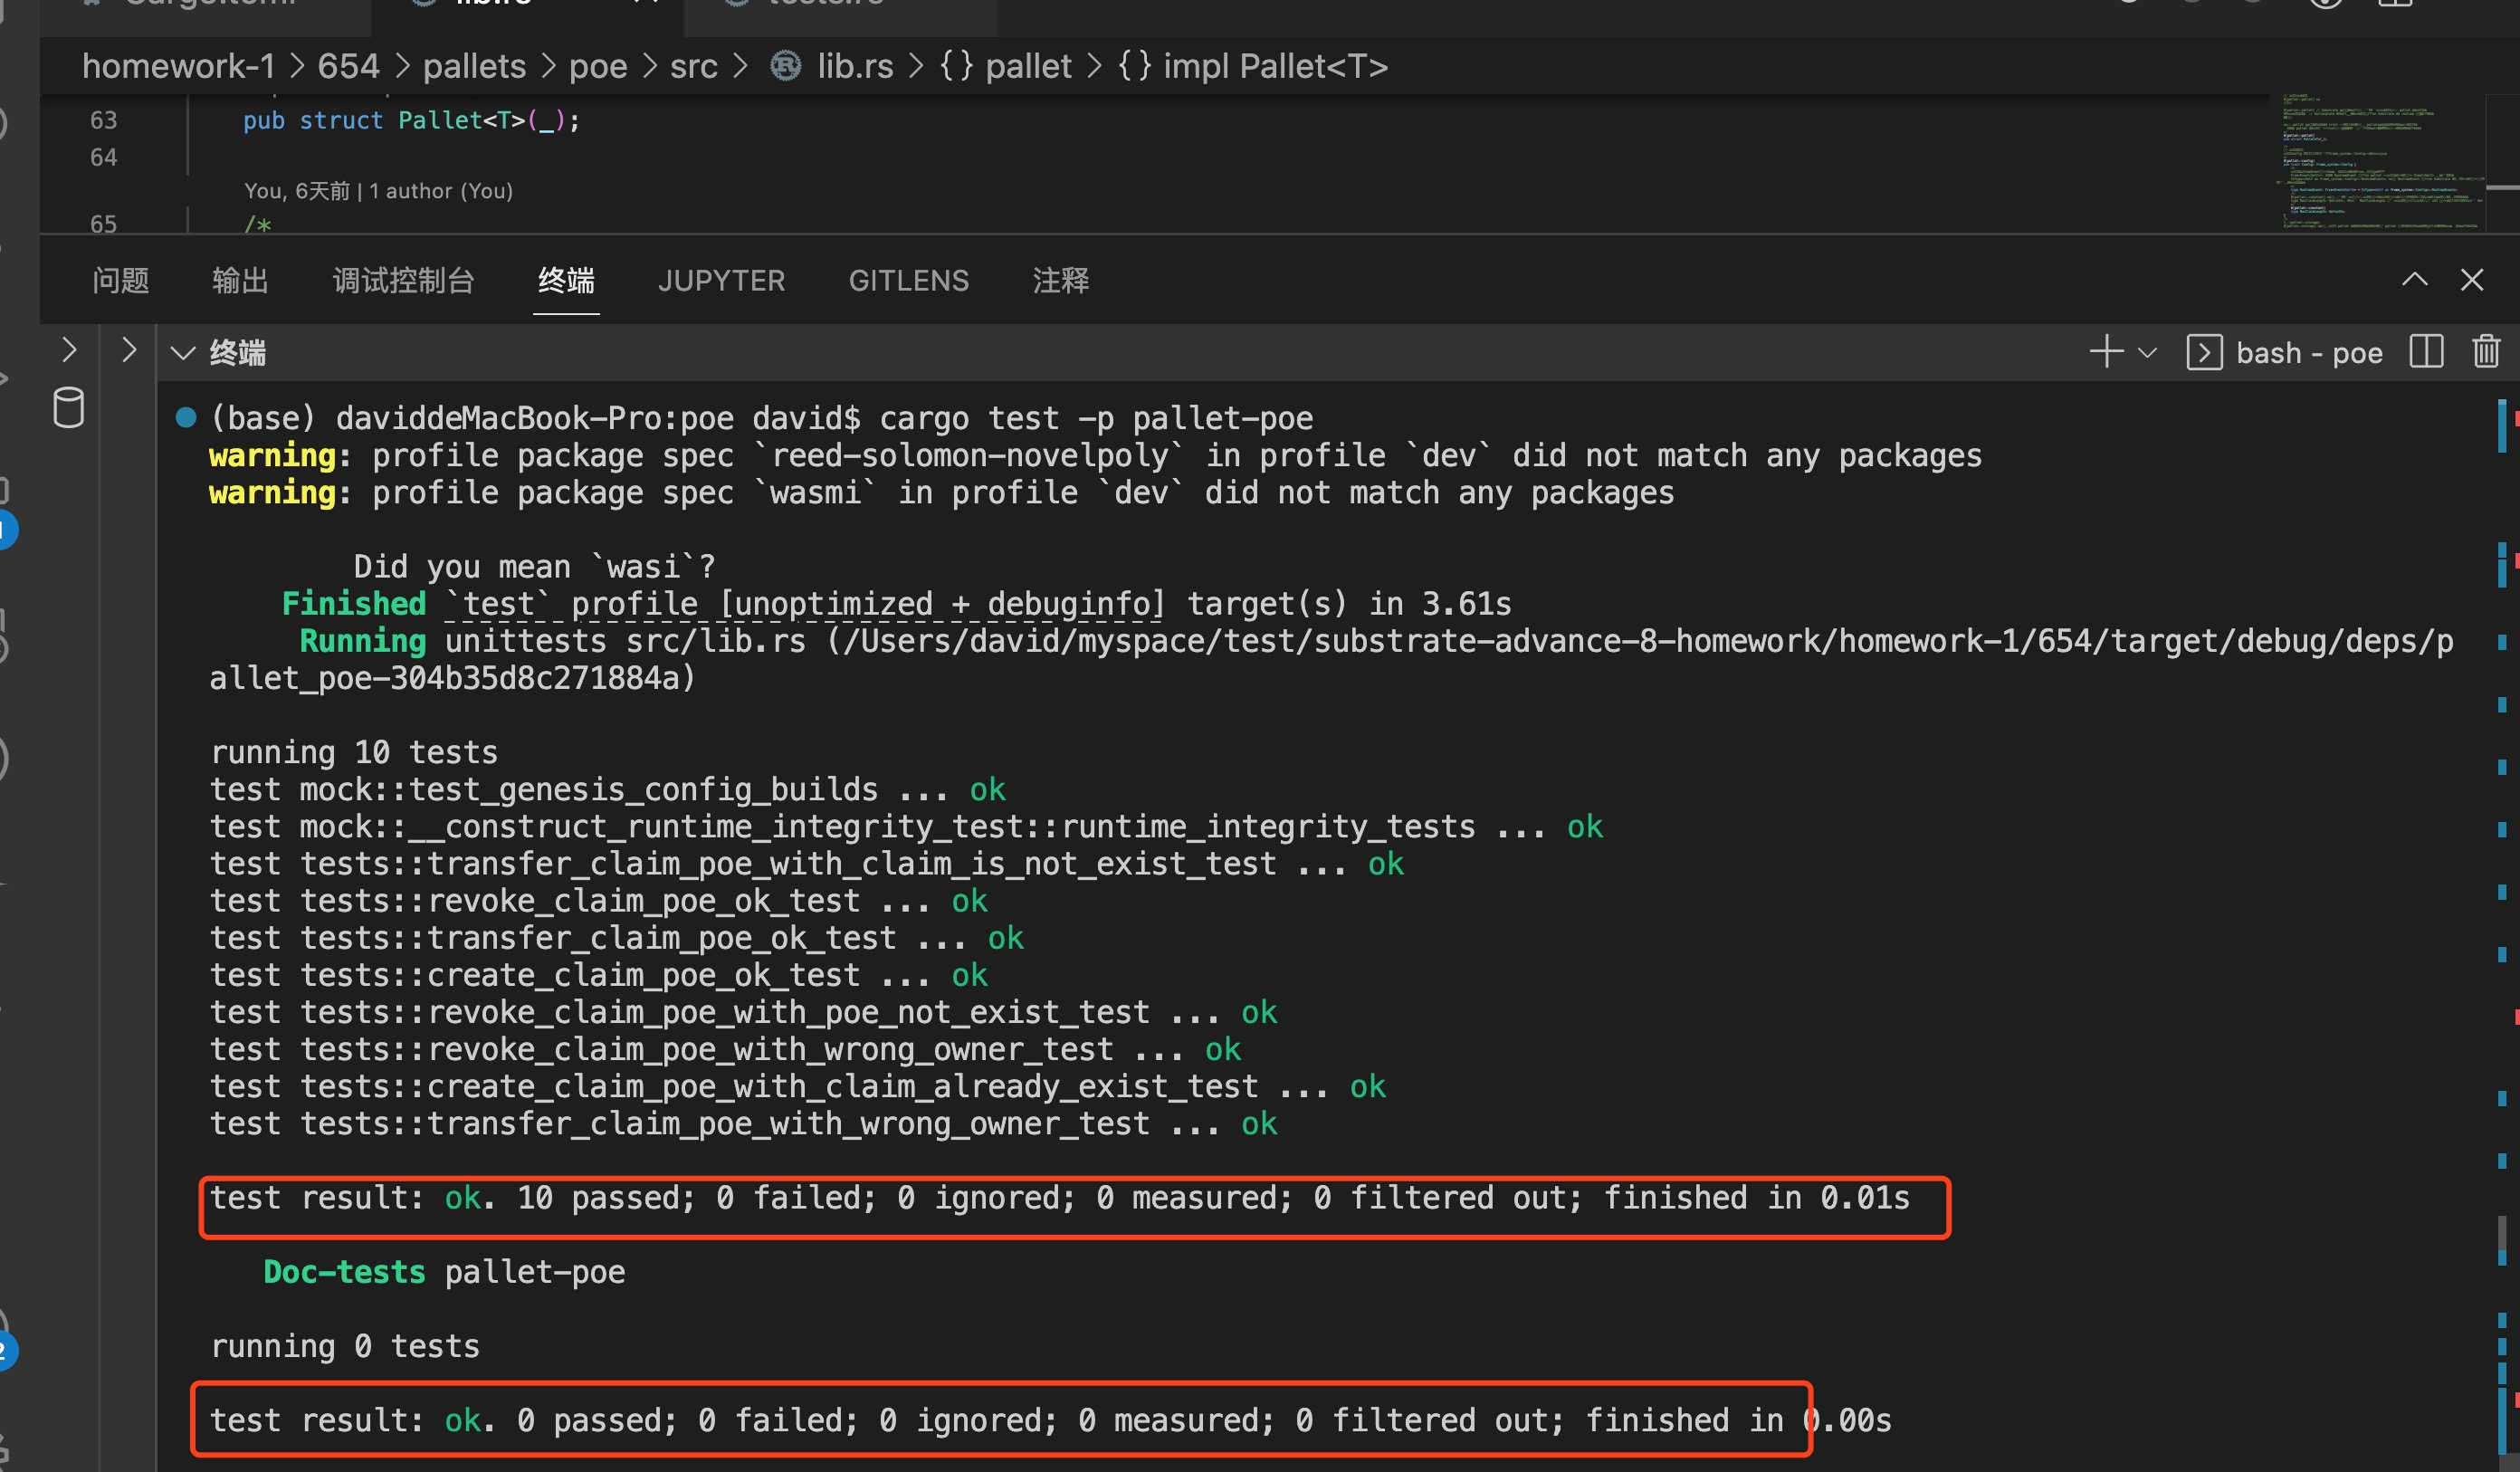 homework-1 > 654 > pallets > poe > src > lib.rs > {} pallet > {} impl Pallet<T>
63 pub struct Pallet<T>(_);
64
You, 6天前 | 1 author (You)
65 /*
问题 输出 调试控制台 终端 JUPYTER GITLENS 注释
终端 bash - poe
(base) daviddeMacBook-Pro:poe david$ cargo test -p pallet-poe
warning: profile package spec `reed-solomon-novelpoly` in profile `dev` did not match any packages
warning: profile package spec `wasmi` in profile `dev` did not match any packages
Did you mean `wasi`?
Finished `test` profile [unoptimized + debuginfo] target(s) in 3.61s
Running unittests src/lib.rs (/Users/david/myspace/test/substrate-advance-8-homework/homework-1/654/target/debug/deps/p
allet_poe-304b35d8c271884a)
running 10 tests
test mock::test_genesis_config_builds ... ok
test mock::__construct_runtime_integrity_test::runtime_integrity_tests ... ok
test tests::transfer_claim_poe_with_claim_is_not_exist_test ... ok
test tests::revoke_claim_poe_ok_test ... ok
test tests::transfer_claim_poe_ok_test ... ok
test tests::create_claim_poe_ok_test ... ok
test tests::revoke_claim_poe_with_poe_not_exist_test ... ok
test tests::revoke_claim_poe_with_wrong_owner_test ... ok
test tests::create_claim_poe_with_claim_already_exist_test ... ok
test tests::transfer_claim_poe_with_wrong_owner_test ... ok
test result: ok. 10 passed; 0 failed; 0 ignored; 0 measured; 0 filtered out; finished in 0.01s
Doc-tests pallet-poe
running 0 tests
test result: ok. 0 passed; 0 failed; 0 ignored; 0 measured; 0 filtered out; finished in 0.00s